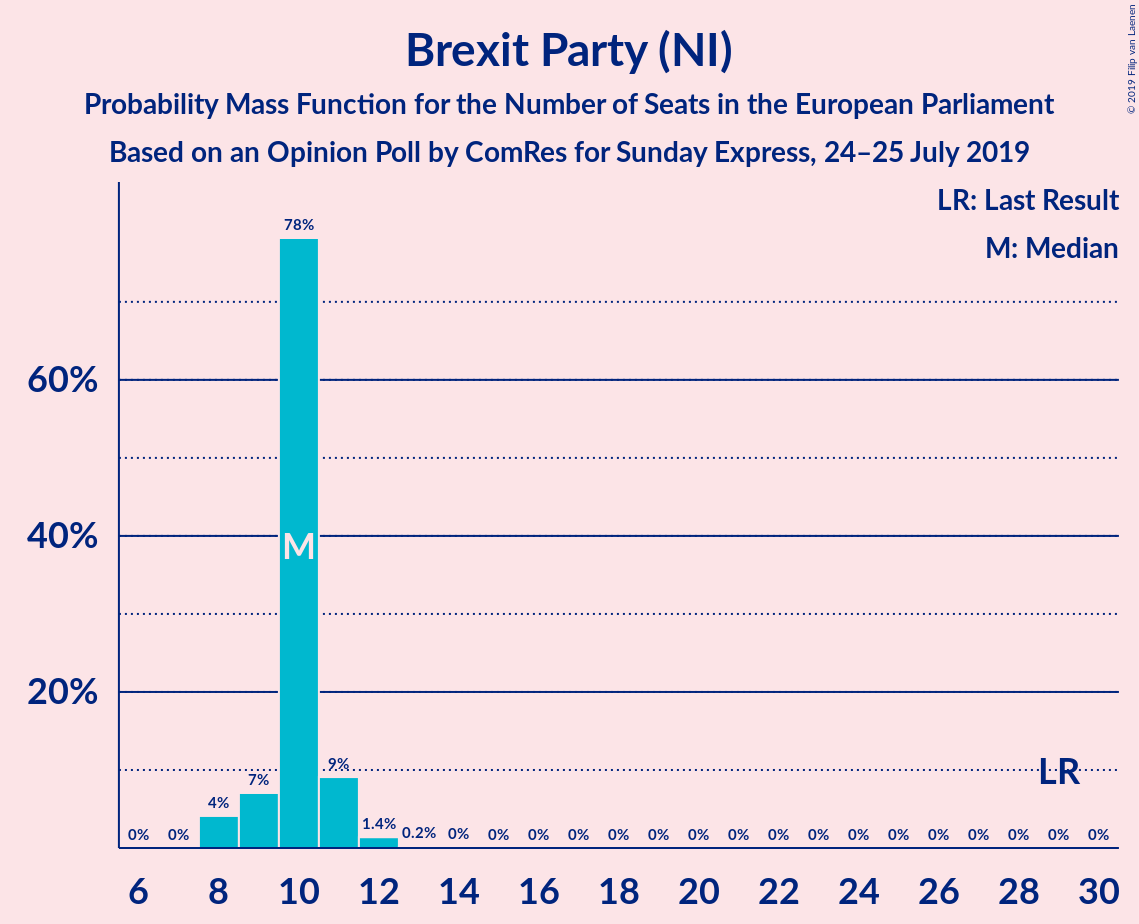 Brexit Party (NI)
Probability Mass Function for the Number of Seats in the European Parliament
Based on an Opinion Poll by ComRes for Sunday Express, 24–25 July 2019
© 2019 Filip van Laenen
LR: Last Result
M: Median
78%
60%
40%
M
20%
LR
0% 0% 4% 7% 9% 1.4% 0.2% 0% 0% 0% 0% 0% 0% 0% 0% 0% 0% 0% 0% 0% 0% 0% 0% 0%
6 8 10 12 14 16 18 20 22 24 26 28 30